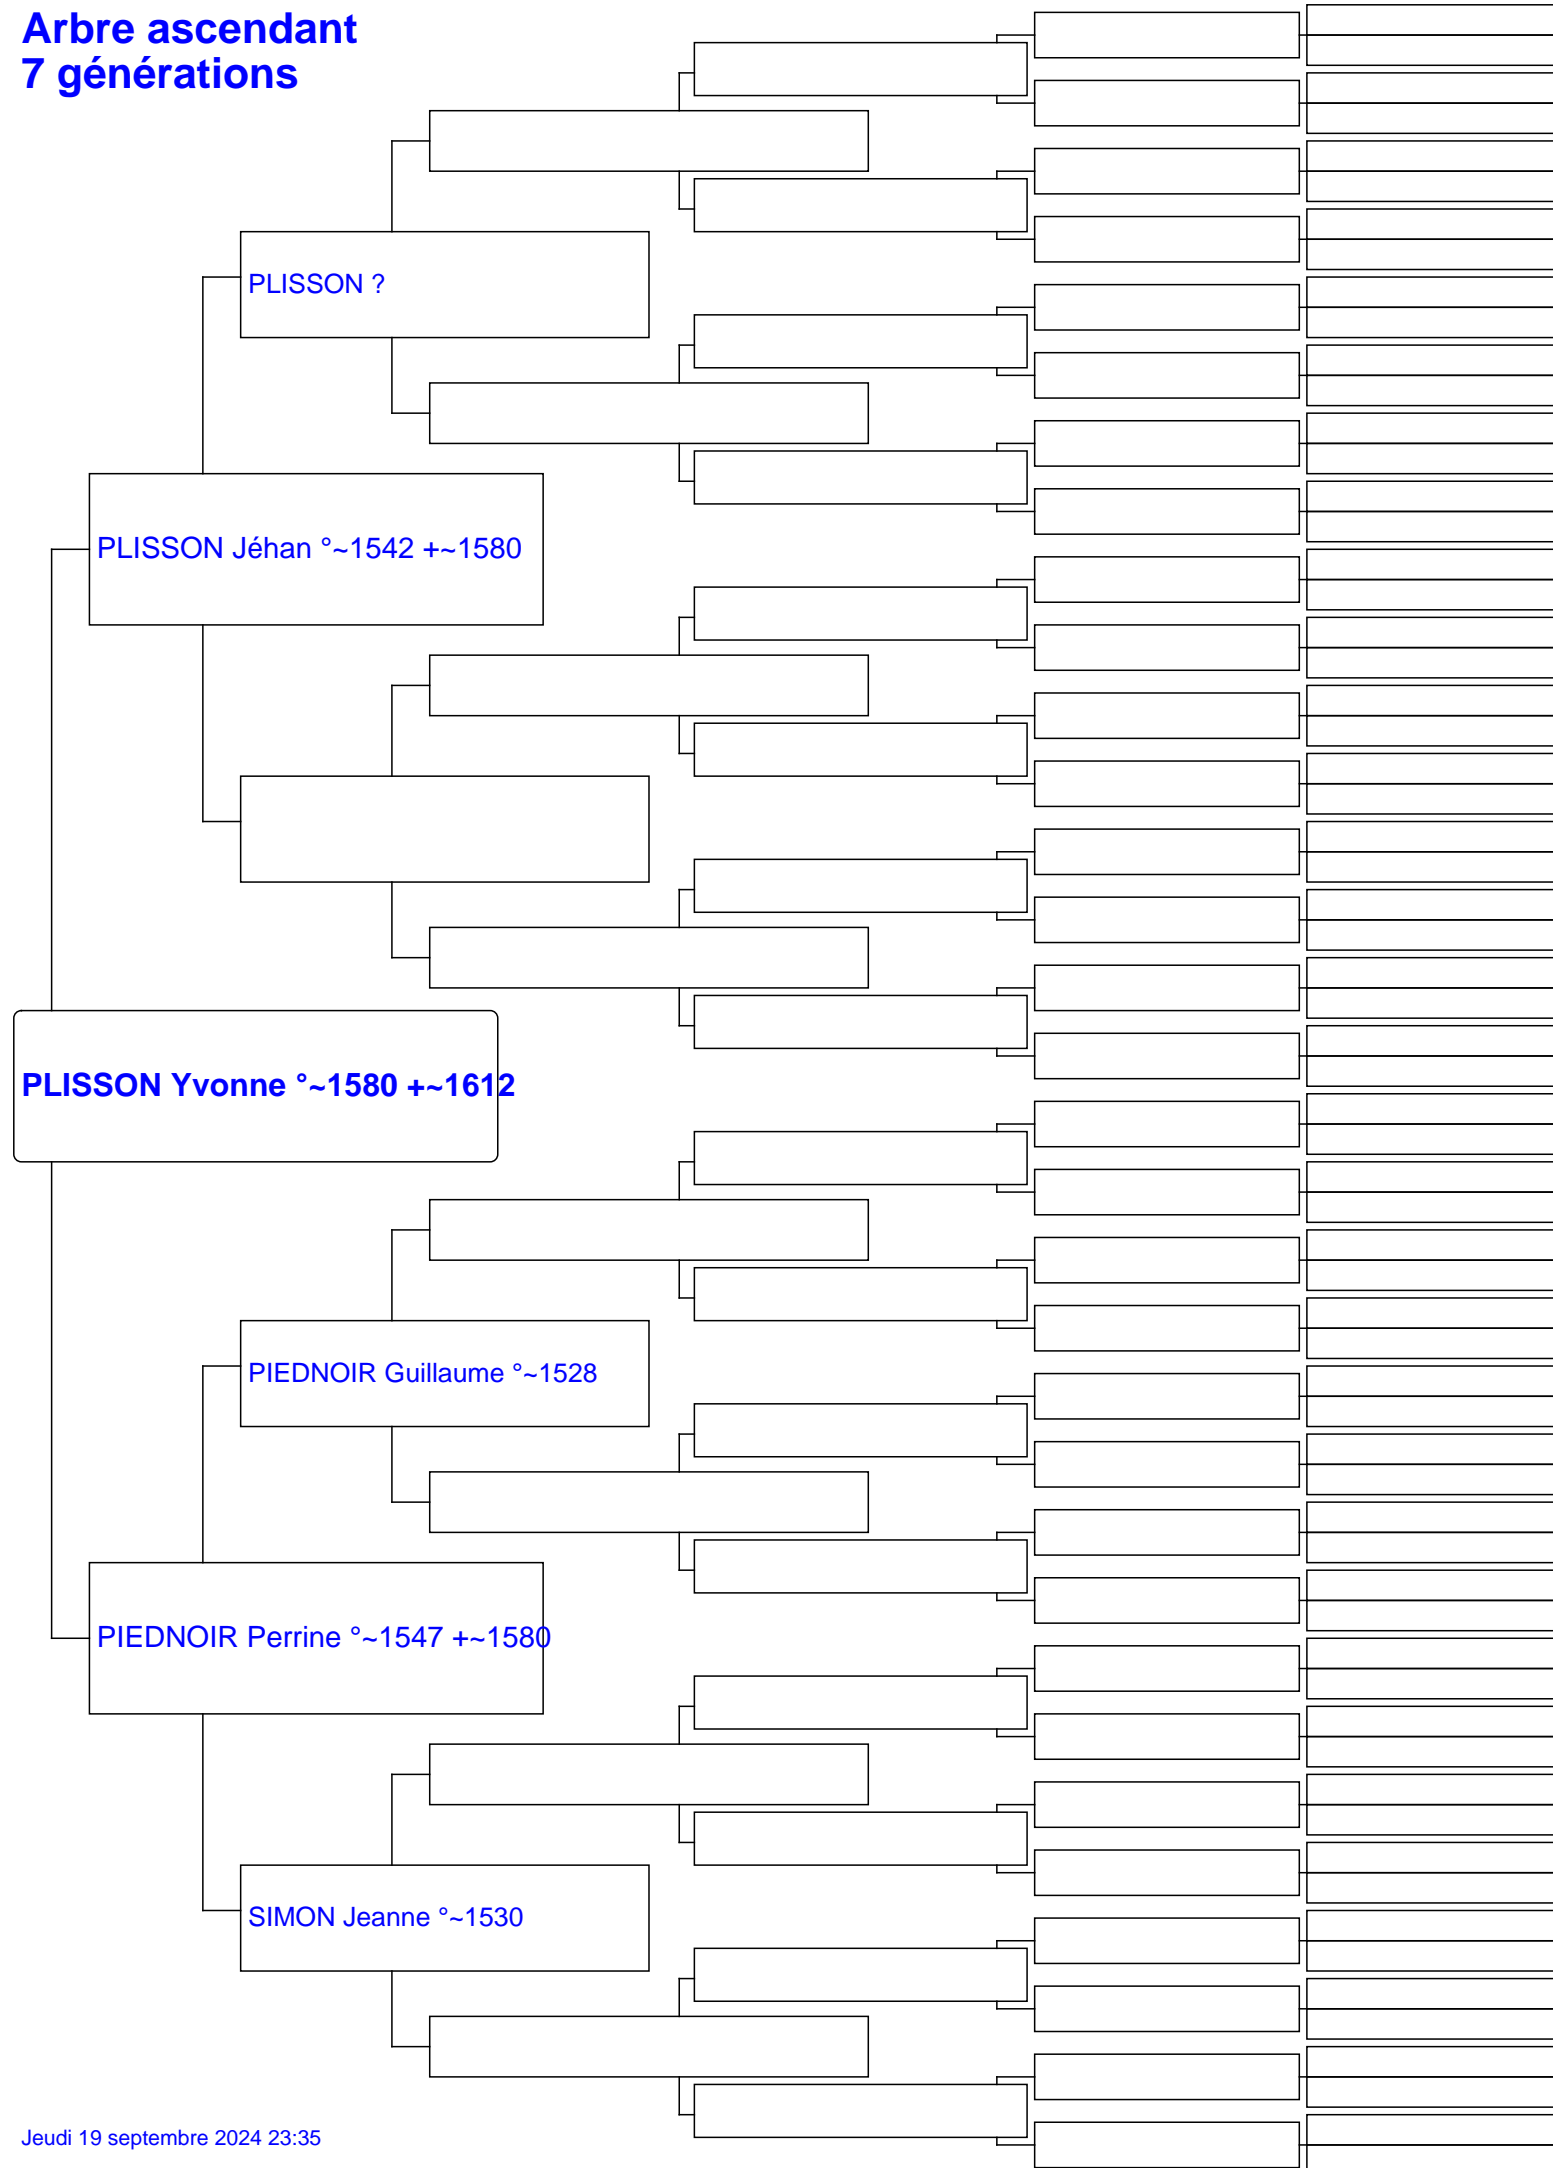 Arbre ascendant
7 générations
PLISSON ?
PLISSON Jéhan °~1542 +~1580
PLISSON Yvonne °~1580 +~1612
PIEDNOIR Guillaume °~1528
PIEDNOIR Perrine °~1547 +~1580
SIMON Jeanne °~1530
Jeudi 19 septembre 2024 23:35